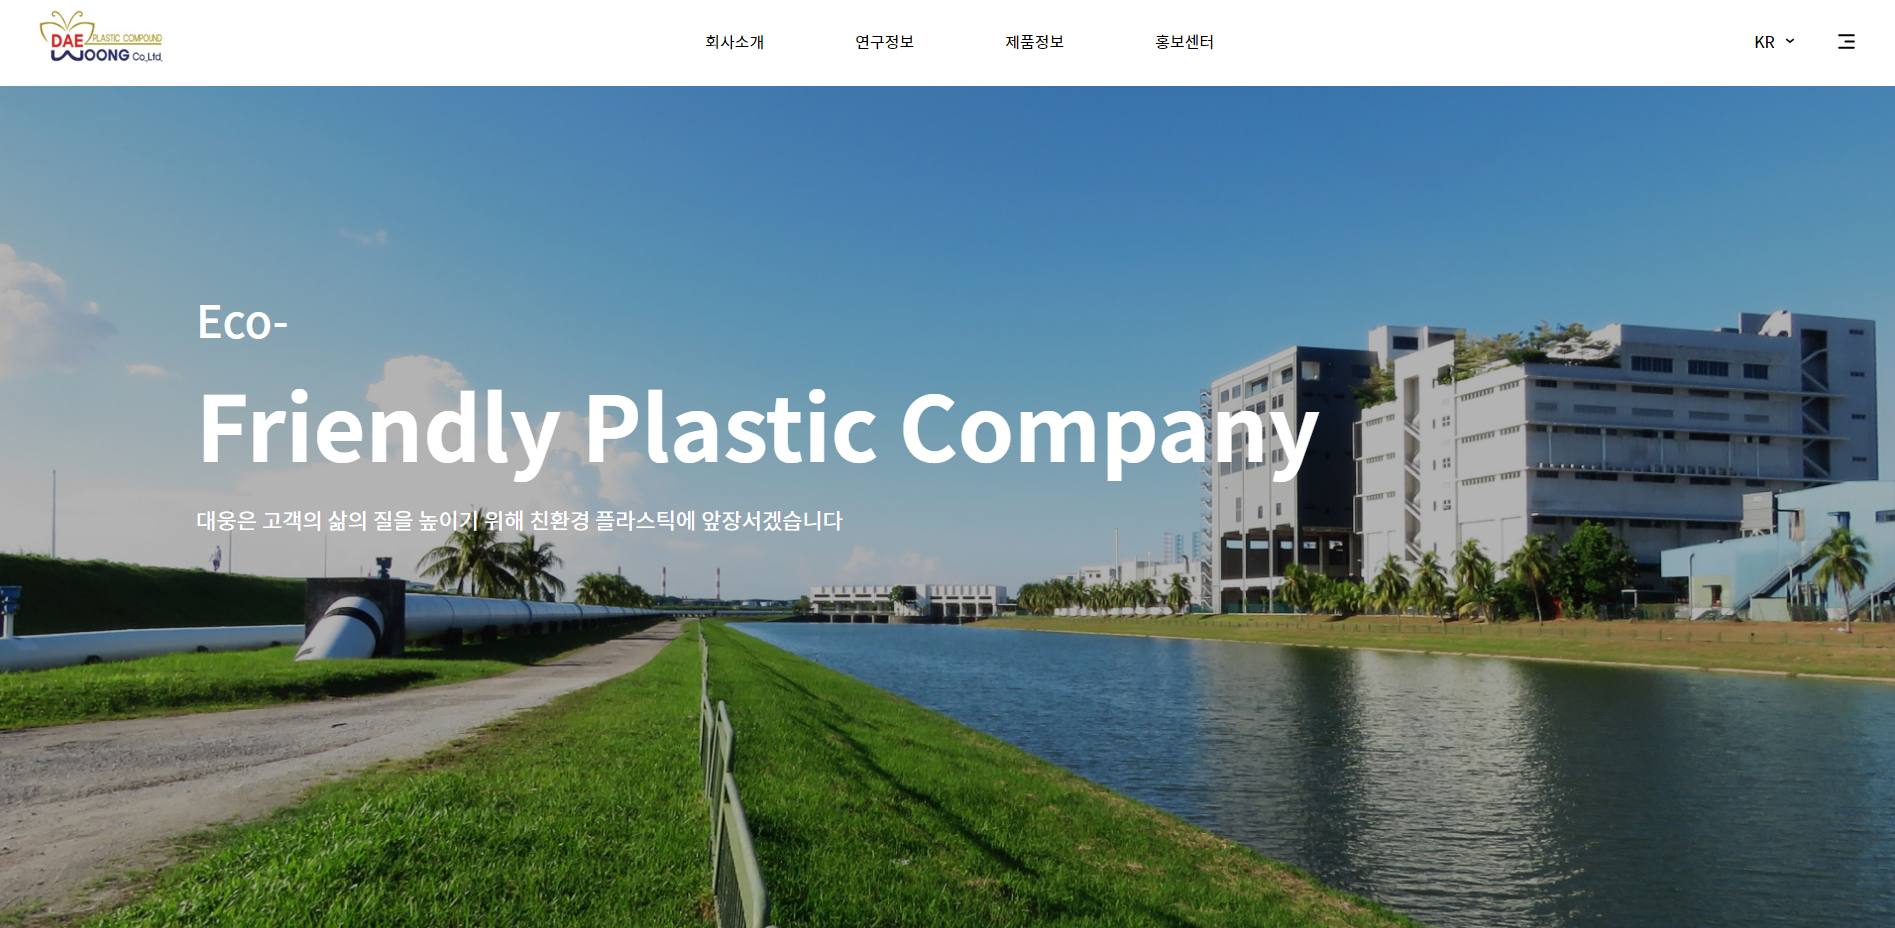 DAE PLASTIC COMPOUND
WOONG Co.,Ltd.
회사소개
연구정보
제품정보
홍보센터
KR
Eco-
Friendly Plastic Company
대웅은 고객의 삶의 질을 높이기 위해 친환경 플라스틱에 앞장서겠습니다